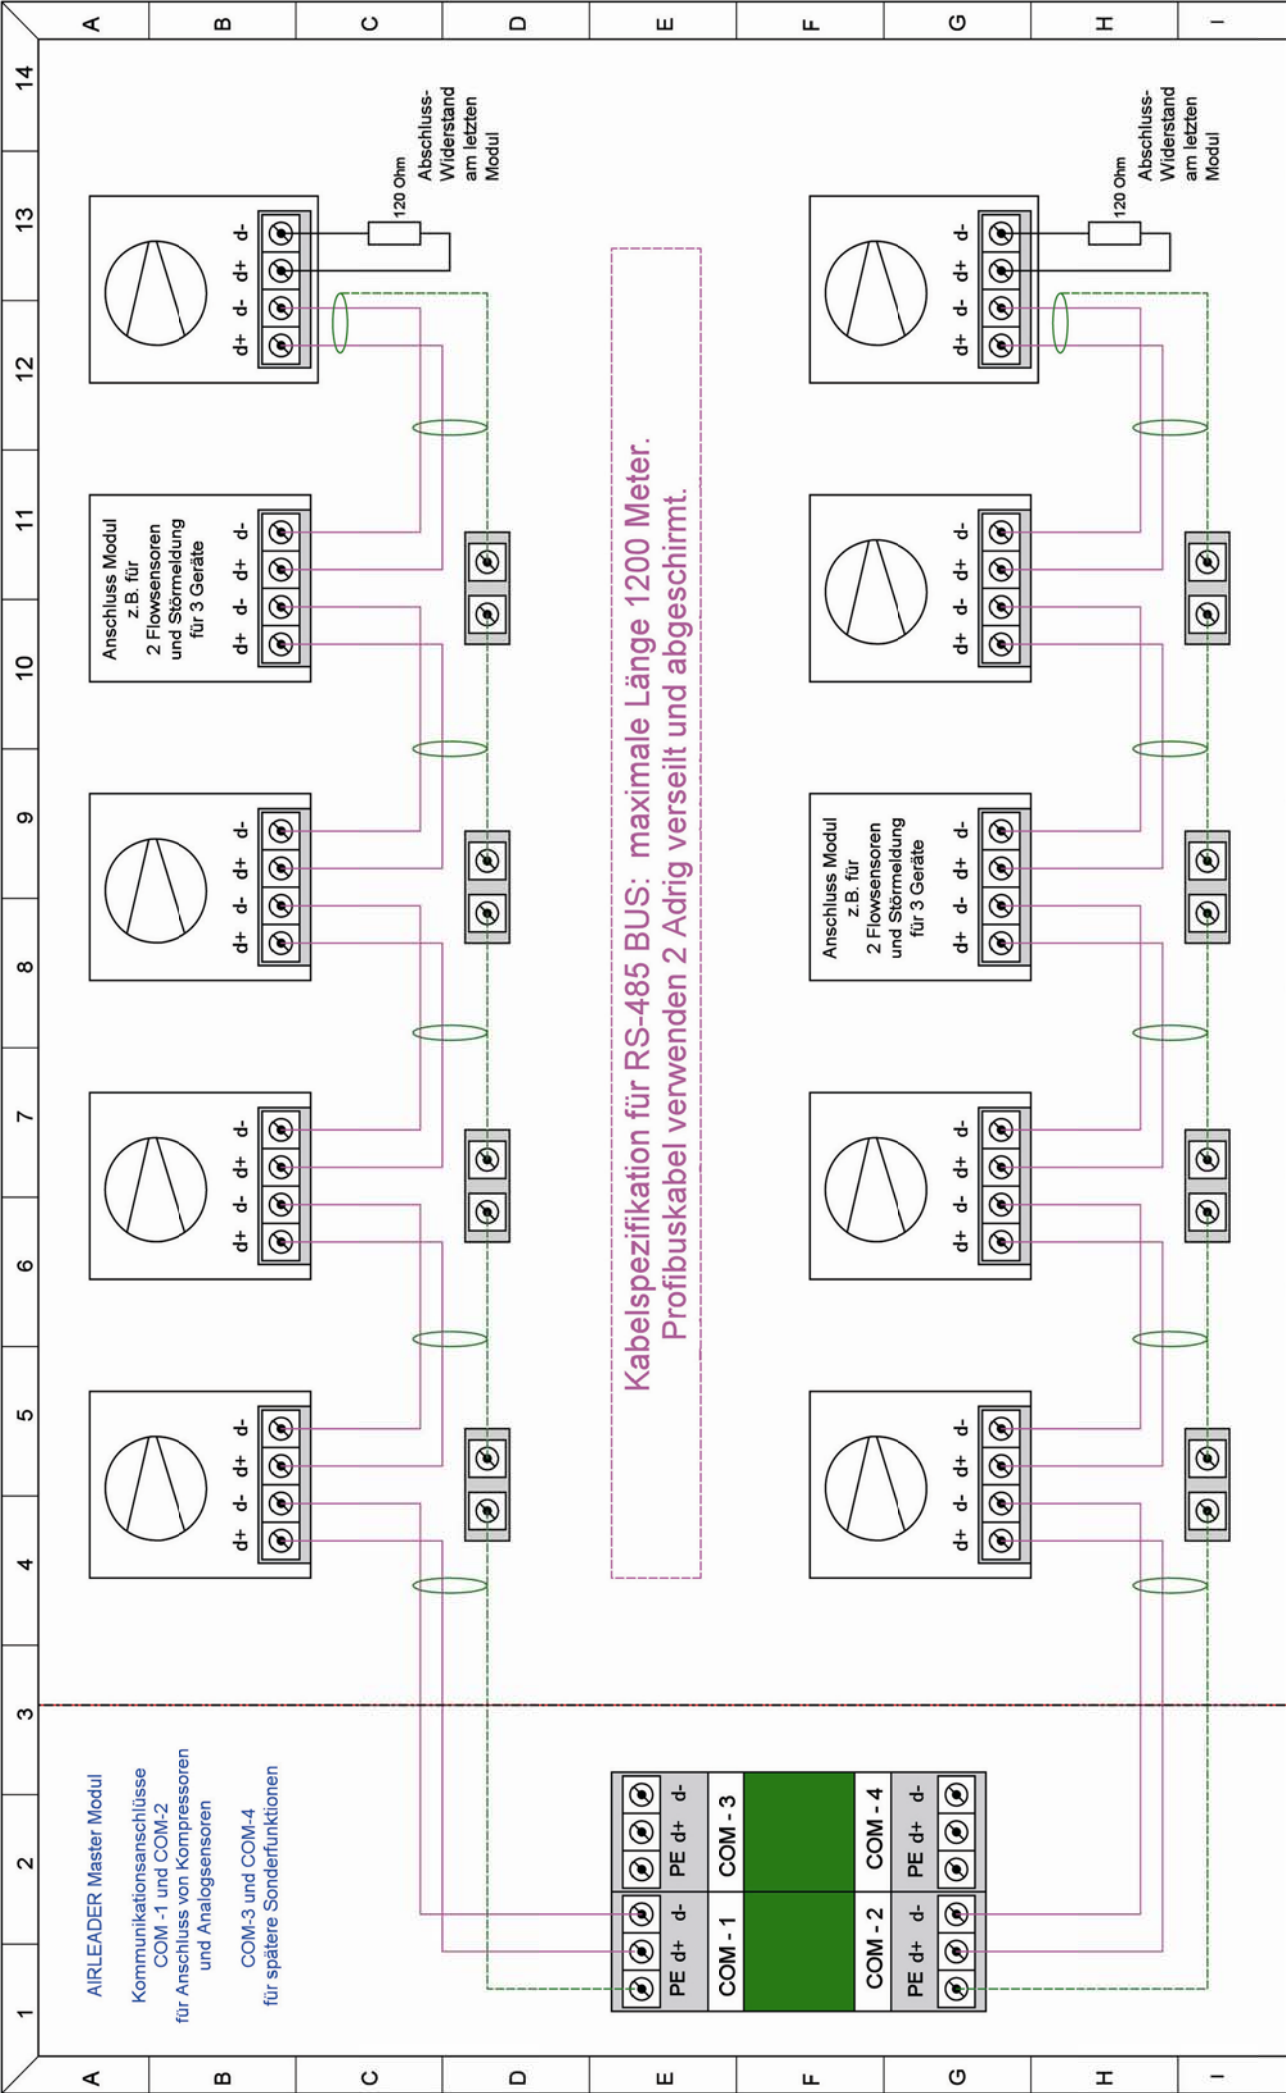 1 2 3 4 5 6 7 8 9 10 11 12 13 14
A
B
C
D
E
F
G
H
I
AIRLEADER Master Modul
Kommunikationsanschlüsse
COM -1 und COM-2
für Anschluss von Kompressoren
und Analogsensoren
COM-3 und COM-4
für spätere Sonderfunktionen
d+ d- d+ d-
d+ d- d+ d-
d+ d- d+ d-
Anschluss Modul
z.B. für
2 Flowsensoren
und Störmeldung
für 3 Geräte
d+ d- d+ d-
d+ d- d+ d-
120 Ohm
Abschluss-
Widerstand
am letzten
Modul
Kabelspezifikation für RS-485 BUS: maximale Länge 1200 Meter.
Profibuskabel verwenden 2 Adrig verseilt und abgeschirmt.
PE d+ d- PE d+ d-
COM - 1 COM - 3
COM - 2 COM - 4
PE d+ d- PE d+ d-
d+ d- d+ d-
d+ d- d+ d-
Anschluss Modul
z.B. für
2 Flowsensoren
und Störmeldung
für 3 Geräte
d+ d- d+ d-
d+ d- d+ d-
d+ d- d+ d-
120 Ohm
Abschluss-
Widerstand
am letzten
Modul
A
B
C
D
E
F
G
H
I